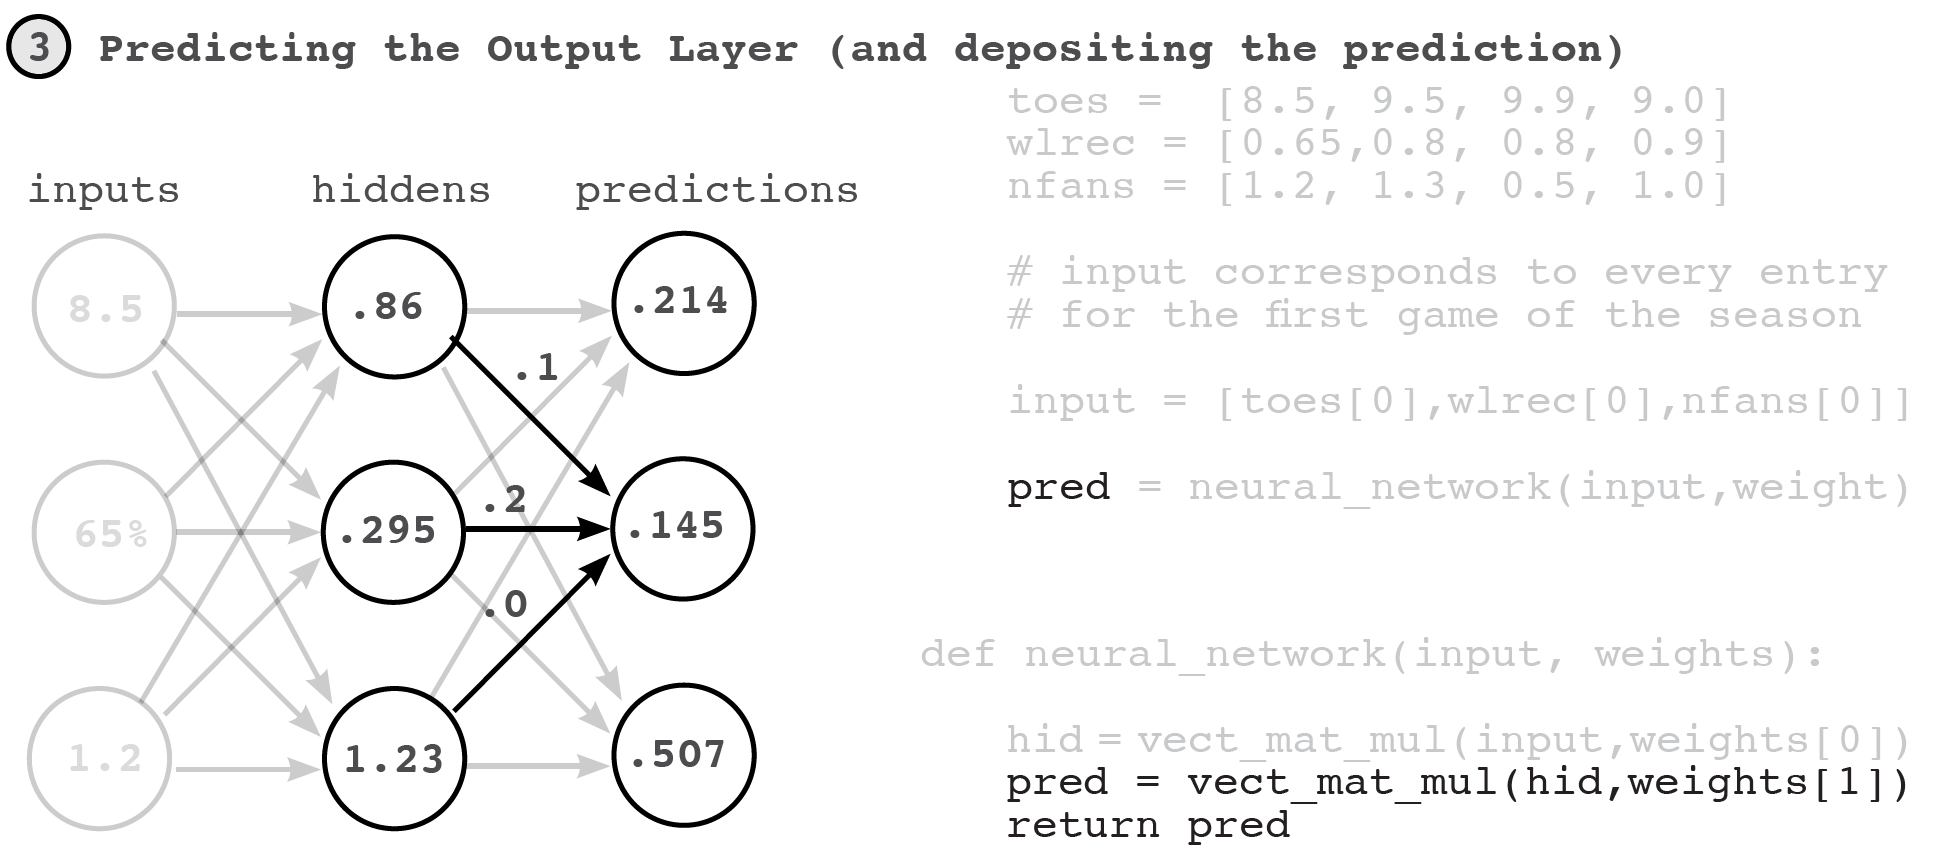 3 Predicting the Output Layer (and depositing the prediction)
inputs hiddens predictions
8.5 .86 .214
.1
65% .295 .2 .145
.0
1.2 1.23 .507
toes = [8.5, 9.5, 9.9, 9.0]
wlrec = [0.65,0.8, 0.8, 0.9]
nfans = [1.2, 1.3, 0.5, 1.0]
# input corresponds to every entry
# for the first game of the season
input = [toes[0],wlrec[0],nfans[0]]
pred = neural_network(input,weight)
def neural_network(input, weights):
hid = vect_mat_mul(input,weights[0])
pred = vect_mat_mul(hid,weights[1])
return pred